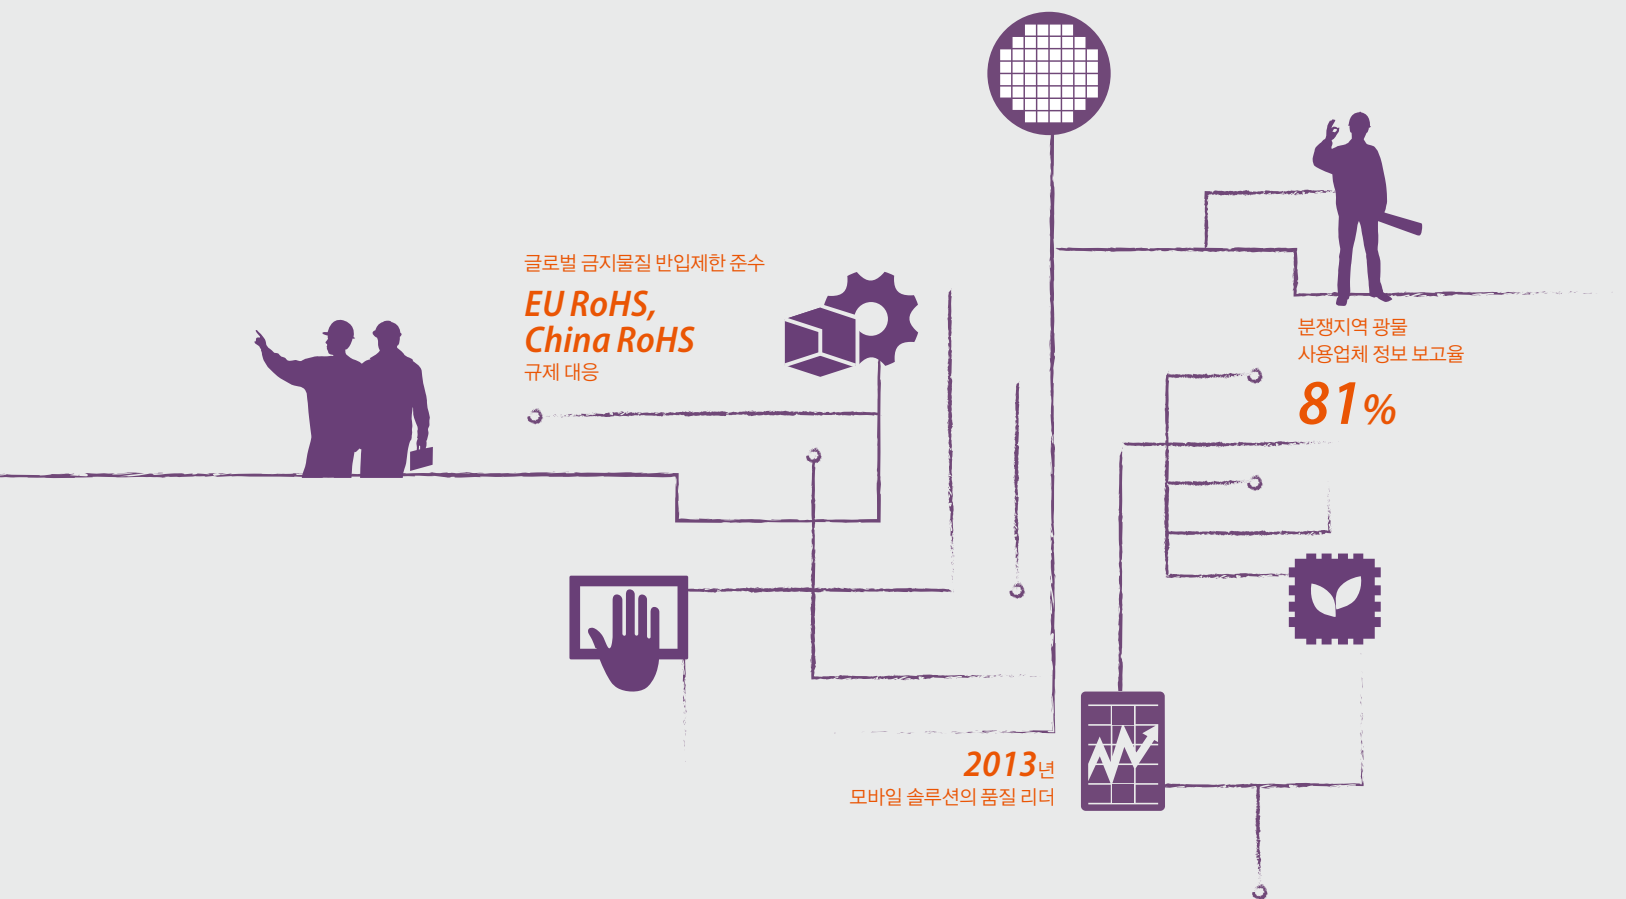 글로벌 금지물질 반입제한 준수
EU RoHS,
China RoHS
규제 대응
분쟁지역 광물
사용업체 정보 보고율
81%
2013년
모바일 솔루션의 품질 리더